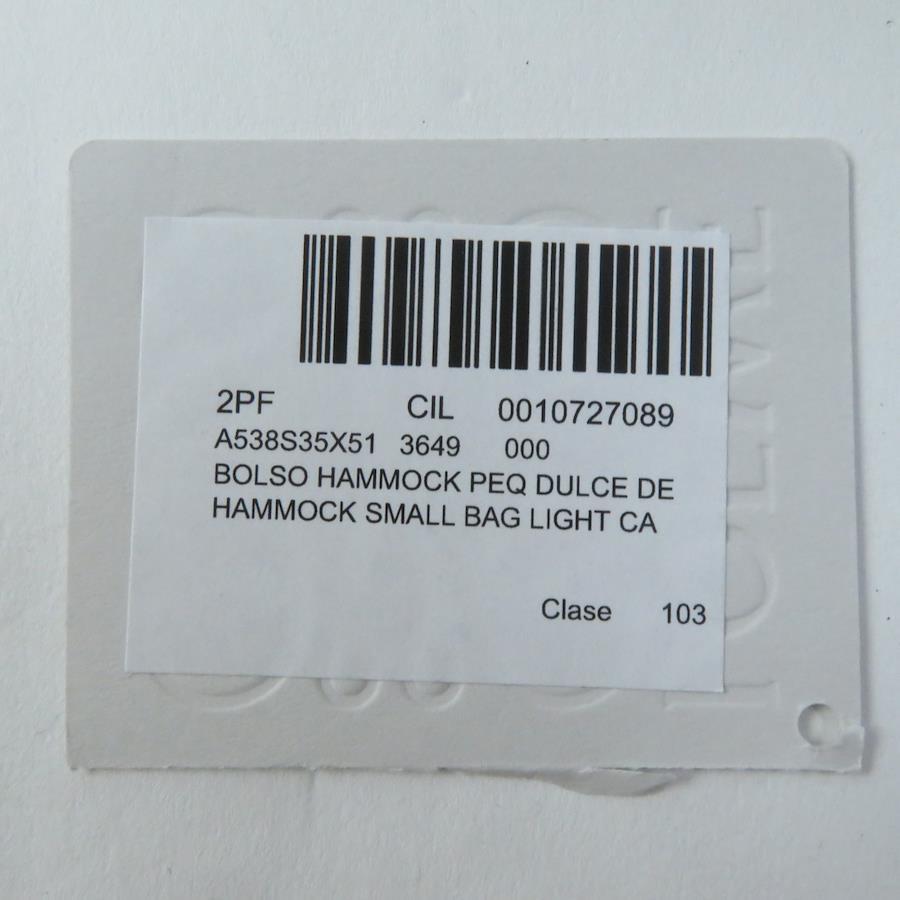 2PF CIL 0010727089
A538S35X51 3649 000
BOLSO HAMMOCK PEQ DULCE DE
HAMMOCK SMALL BAG LIGHT CA
Clase 103